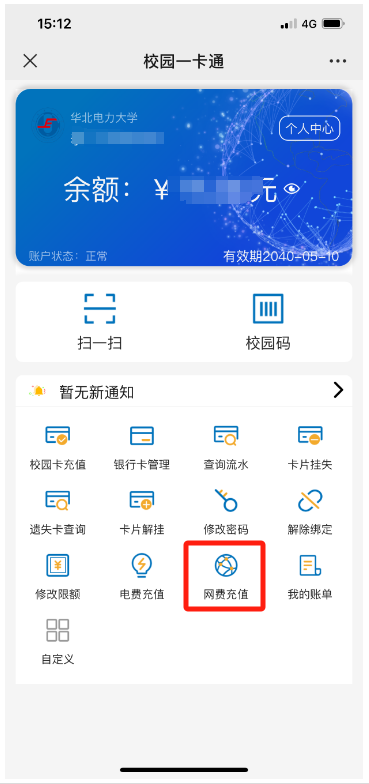 15:12
4G
校园一卡通
华北电力大学
个人中心
余额：￥ 元
账户状态：正常
有效期2040-05-10
扫一扫 校园码
暂无新通知
校园卡充值 银行卡管理 查询流水 卡片挂失
遗失卡查询 卡片解挂 修改密码 解除绑定
修改限额 电费充值 网费充值 我的账单
自定义